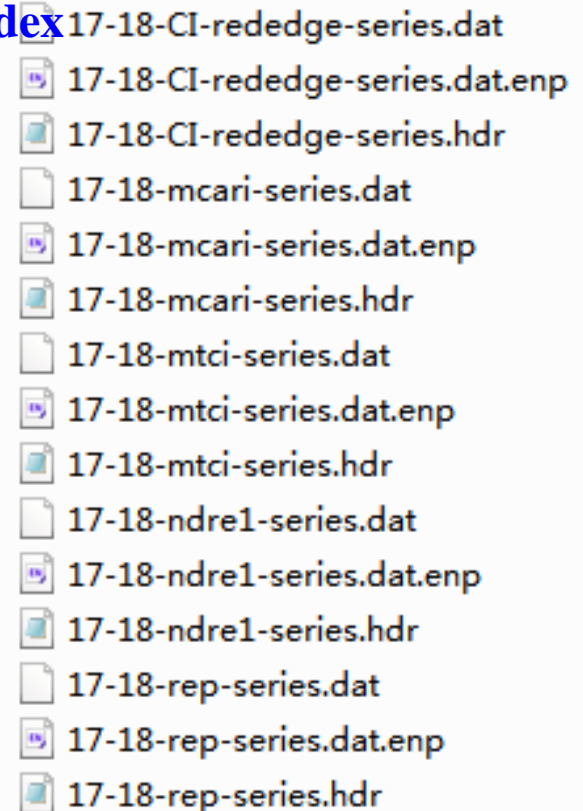 dex
17-18-CI-rededge-series.dat
17-18-CI-rededge-series.dat.enp
17-18-CI-rededge-series.hdr
17-18-mcari-series.dat
17-18-mcari-series.dat.enp
17-18-mcari-series.hdr
17-18-mtci-series.dat
17-18-mtci-series.dat.enp
17-18-mtci-series.hdr
17-18-ndre1-series.dat
17-18-ndre1-series.dat.enp
17-18-ndre1-series.hdr
17-18-rep-series.dat
17-18-rep-series.dat.enp
17-18-rep-series.hdr